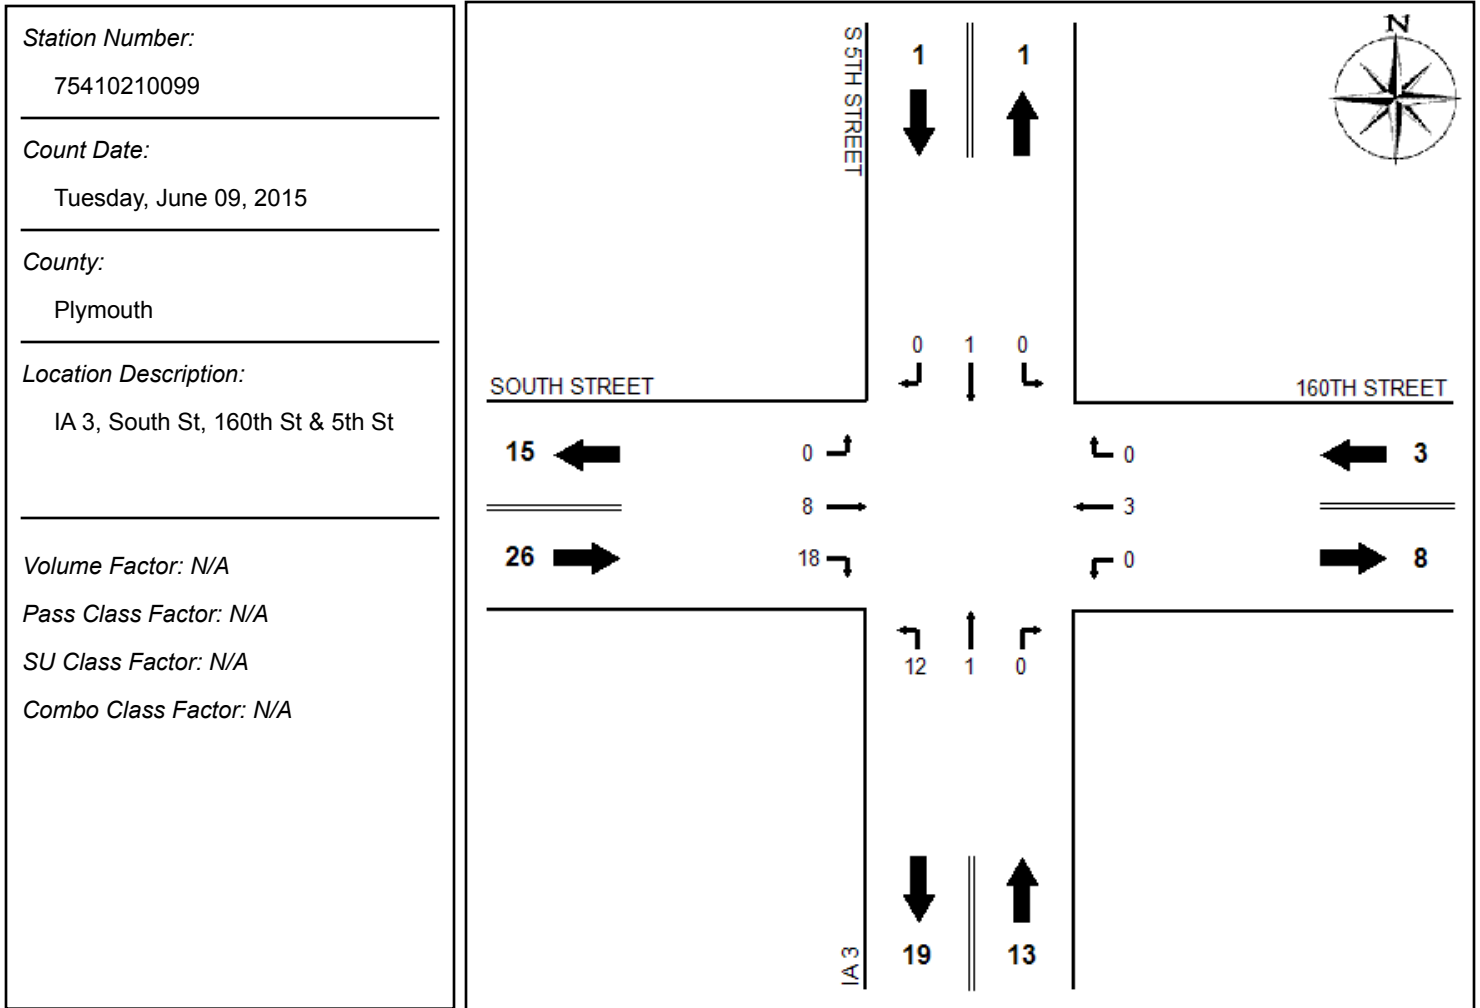 Station Number:
75410210099
Count Date:
Tuesday, June 09, 2015
County:
Plymouth
Location Description:
IA 3, South St, 160th St & 5th St
Volume Factor: N/A
Pass Class Factor: N/A
SU Class Factor: N/A
Combo Class Factor: N/A
N
S 5TH STREET
1 1
0 1 0
SOUTH STREET
160TH STREET
15 0 0 3
8 3
26 18 0 8
12 1 0
IA 3
19 13